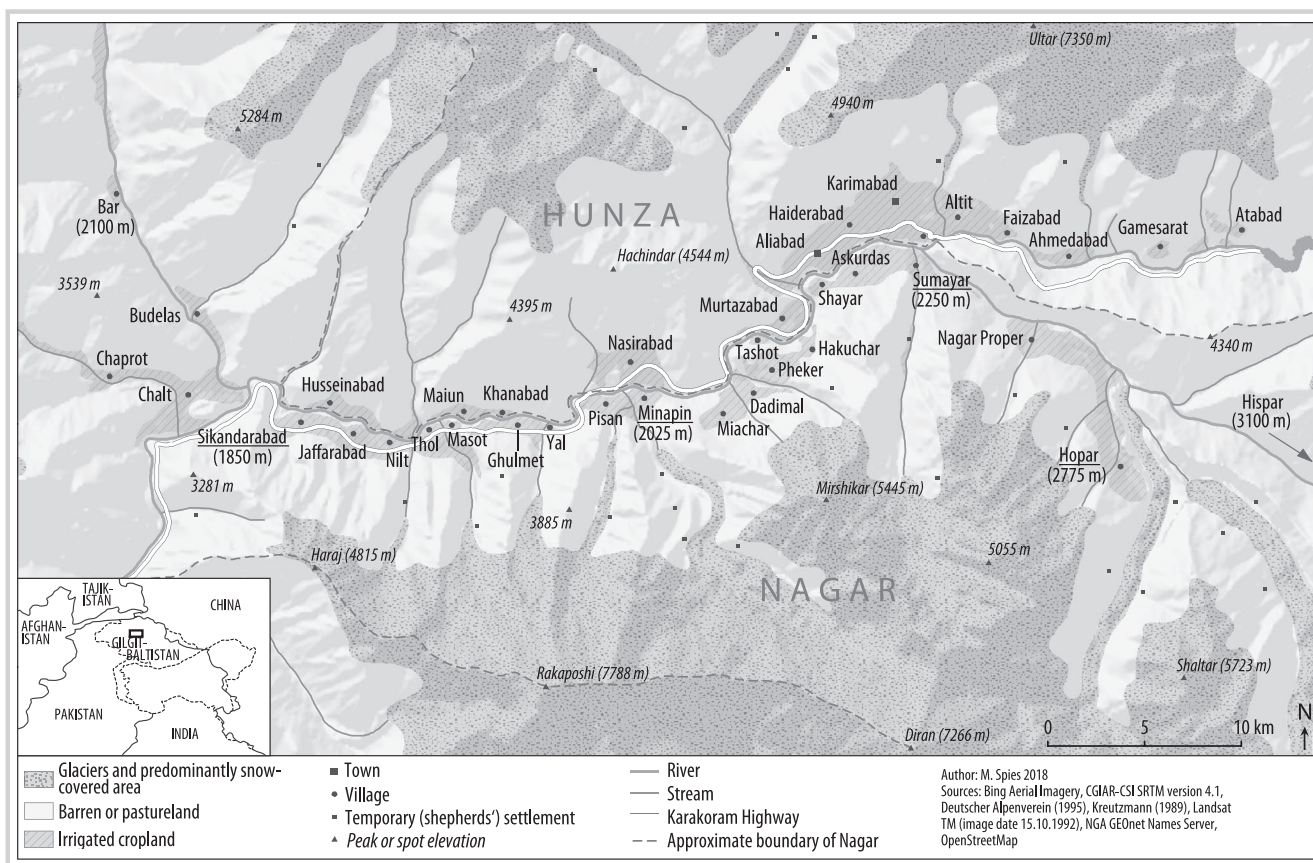 Ultar (7350 m)
5284 m
4940 m
Bar
(2100 m)
HUNZA
Karimabad
Haiderabad
Altit
Faizabad
Atabad
Gamesarat
Ahmedabad
Aliabad
Hachindar (4544 m)
Askurdas
Shayar
Sumayar
(2250 m)
3539 m
Budelas
4395 m
Murtazabad
Nasirabad
Tashot
Hakuchar
Nagar Proper
4340 m
Pheker
Chaprot
Chalt
Husseinabad
Maiun
Khanabad
Pisan
Minapin
(2025 m)
Dadimal
Miachar
Hispar
(3100 m)
Sikandarabad
(1850 m)
Jaffarabad
Nilt
Thol
Masot
Ghulmet
Yal
Hopar
(2775 m)
3281 m
Mirshikar (5445 m)
3885 m
Haraj (4815 m)
5055 m
NAGAR
Rakaposhi (7788 m)
Shaltar (5723 m)
Diran (7266 m)
TAJIK-
ISTAN
CHINA
AFGHAN-
ISTAN
GILGIT-
BALTISTAN
PAKISTAN
INDIA
0 5 10 km
N
Glaciers and predominantly snow-
covered area
Barren or pastureland
Irrigated cropland
Town
Village
Temporary (shepherds') settlement
Peak or spot elevation
River
Stream
Karakoram Highway
Approximate boundary of Nagar
Author: M. Spies 2018
Sources: Bing Aerial Imagery, CGIAR-CSI SRTM version 4.1,
Deutscher Alpenverein (1995), Kreutzmann (1989), Landsat
TM (image date 15.10.1992), NGA GEOnet Names Server,
OpenStreetMap